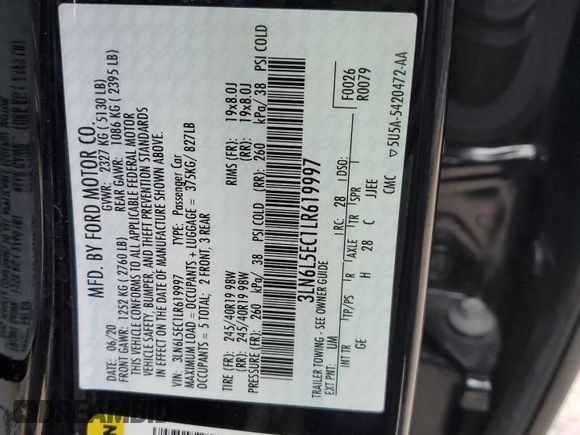 MFD. BY FORD MOTOR CO.
DATE: 06/20 GVWR: 2327 KG ( 5130 LB)
FRONT GAWR: 1252 KG ( 2760 LB) REAR GAWR: 1086 KG ( 2395 LB)
THIS VEHICLE CONFORMS TO ALL APPLICABLE FEDERAL MOTOR
VEHICLE SAFETY, BUMPER, AND THEFT PREVENTION STANDARDS
IN EFFECT ON THE DATE OF MANUFACTURE SHOWN ABOVE.
VIN: 3LN6L5EC1LR619997 TYPE: Passenger Car
MAXIMUM LOAD = OCCUPANTS + LUGGAGE = 375KG/ 827LB
OCCUPANTS = 5 TOTAL: 2 FRONT, 3 REAR
TIRE (FR): 245/40R19 98W RIMS (FR): 19x8.0J
(RR): 245/40R19 98W (RR): 19x8.0J
PRESSURE (FR): 260 kPa/ 38 PSI COLD (RR): 260 kPa/ 38 PSI COLD
3LN6L5EC1LR619997
TRAILER TOWING - SEE OWNER GUIDE F0026
EXT PNT: UM RC: 28 DSO: R0079
INT TR TP/PS R AXLE TR SPR
GE H 28 C JJEE
CMC 5U5A-5420472-AA
DREAMBID